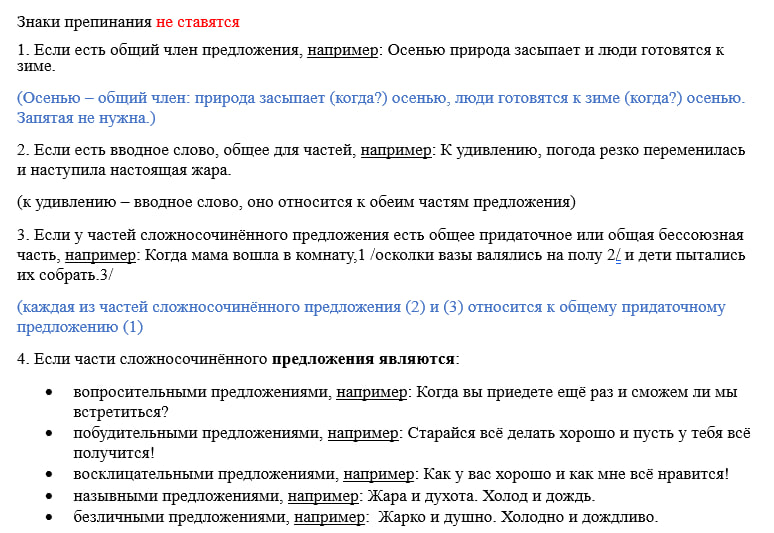 Знаки препинания не ставятся
1. Если есть общий член предложения, например: Осенью природа засыпает и люди готовятся к
зиме.
(Осенью – общий член: природа засыпает (когда?) осенью, люди готовятся к зиме (когда?) осенью.
Запятая не нужна.)
2. Если есть вводное слово, общее для частей, например: К удивлению, погода резко переменилась
и наступила настоящая жара.
(к удивлению – вводное слово, оно относится к обеим частям предложения)
3. Если у частей сложносочинённого предложения есть общее придаточное или общая бессоюзная
часть, например: Когда мама вошла в комнату,1 /осколки вазы валялись на полу 2/ и дети пытались
их собрать.3/
(каждая из частей сложносочинённого предложения (2) и (3) относится к общему придаточному
предложению (1)
4. Если части сложносочинённого предложения являются:
• вопросительными предложениями, например: Когда вы приедете ещё раз и сможем ли мы
встретиться?
• побудительными предложениями, например: Старайся всё делать хорошо и пусть у тебя всё
получится!
• восклицательными предложениями, например: Как у вас хорошо и как мне всё нравится!
• назывными предложениями, например: Жара и духота. Холод и дождь.
• безличными предложениями, например: Жарко и душно. Холодно и дождливо.